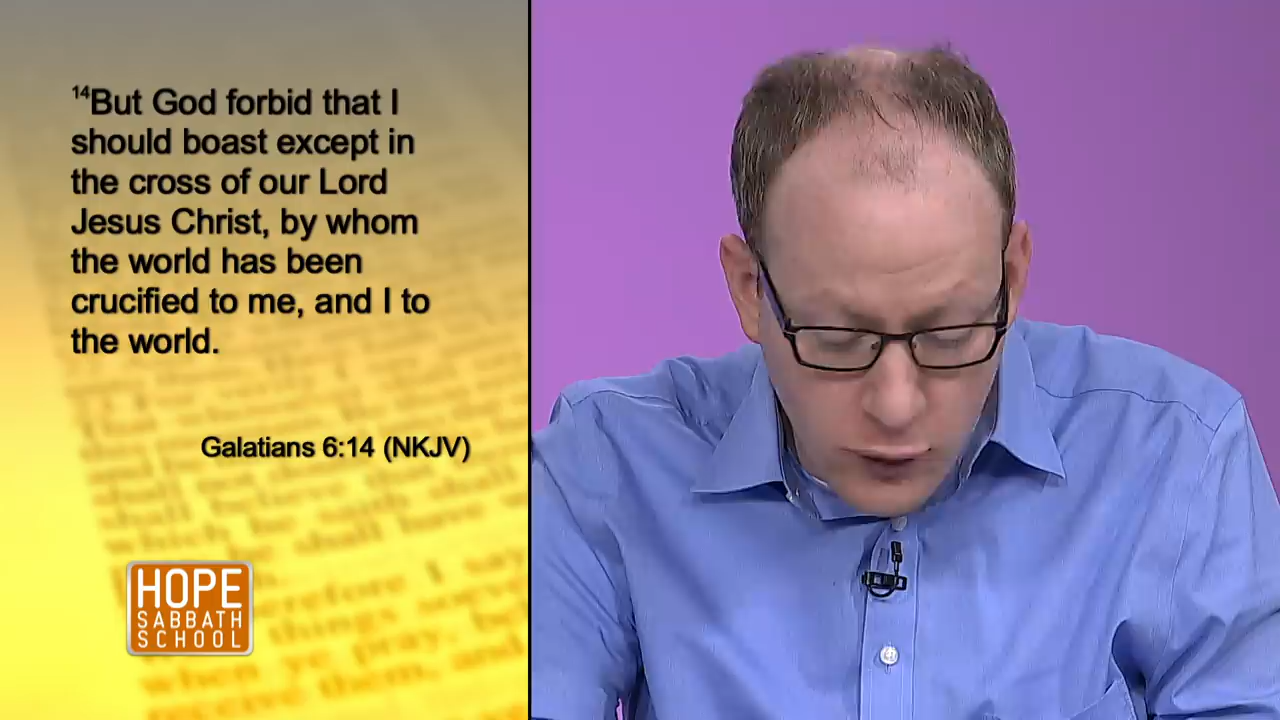 ¹⁴But God forbid that I
should boast except in
the cross of our Lord
Jesus Christ, by whom
the world has been
crucified to me, and I to
the world.
Galatians 6:14 (NKJV)
HOPE
SABBATH
SCHOOL